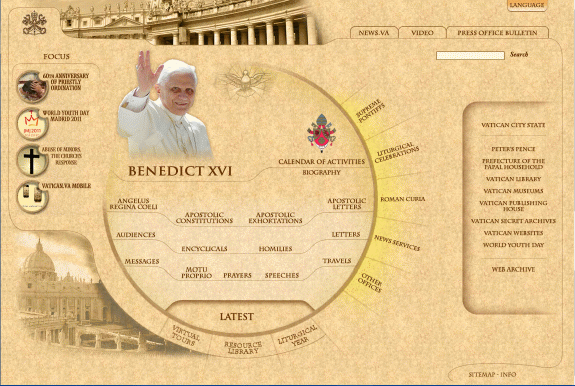 LANGUAGE
NEWS.VA
VIDEO
PRESS OFFICE BULLETIN
Search
FOCUS
60TH ANNIVERSARY
OF PRIESTLY
ORDINATION
WORLD YOUTH DAY
MADRID 2011
ABUSE OF MINORS.
THE CHURCH'S
RESPONSE
VATICAN.VA MOBILE
BENEDICT XVI
CALENDAR OF ACTIVITIES
BIOGRAPHY
ANGELUS
REGINA COELI
APOSTOLIC
CONSTITUTIONS
APOSTOLIC
EXHORTATIONS
APOSTOLIC
LETTERS
AUDIENCES
ENCYCLICALS
HOMILIES
LETTERS
MESSAGES
MOTU
PROPRIO
PRAYERS
SPEECHES
TRAVELS
LATEST
VIRTUAL
TOURS
RESOURCE
LIBRARY
LITURGICAL
YEAR
SUPREME
PONTIFFS
LITURGICAL
CELEBRATIONS
ROMAN CURIA
NEWS SERVICES
OTHER
OFFICES
VATICAN CITY STATE
PETER'S PENCE
PREFECTURE OF THE
PAPAL HOUSEHOLD
VATICAN LIBRARY
VATICAN MUSEUMS
VATICAN PUBLISHING
HOUSE
VATICAN SECRET ARCHIVES
VATICAN WEBSITES
WORLD YOUTH DAY
WEB ARCHIVE
SITEMAP - INFO